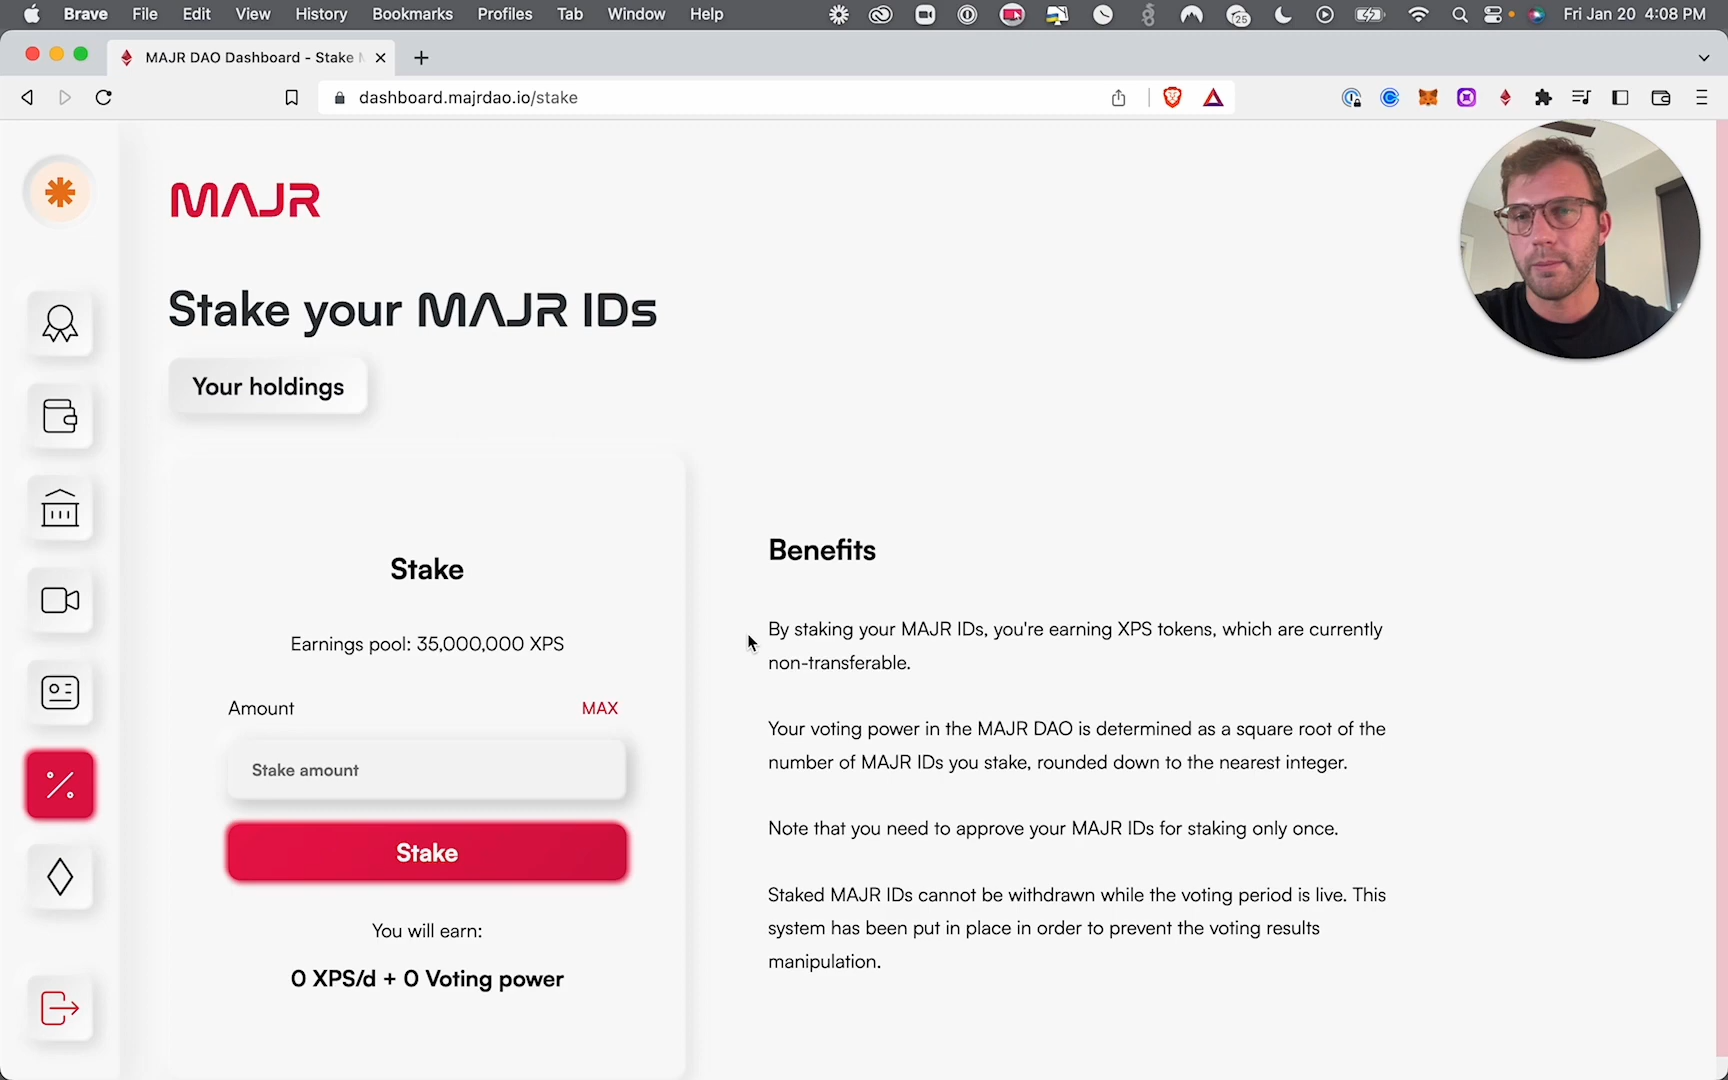 Brave File Edit View History Bookmarks Profiles Tab Window Help 25 Fri Jan 20 4:08 PM
MAJR DAO Dashboard - Stake
dashboard.majrdao.io/stake
MAJR
Stake your MAJR IDs
Your holdings
Stake
Earnings pool: 35,000,000 XPS
Amount MAX
Stake amount
Stake
You will earn:
0 XPS/d + 0 Voting power
Benefits
By staking your MAJR IDs, you're earning XPS tokens, which are currently
non-transferable.
Your voting power in the MAJR DAO is determined as a square root of the
number of MAJR IDs you stake, rounded down to the nearest integer.
Note that you need to approve your MAJR IDs for staking only once.
Staked MAJR IDs cannot be withdrawn while the voting period is live. This
system has been put in place in order to prevent the voting results
manipulation.